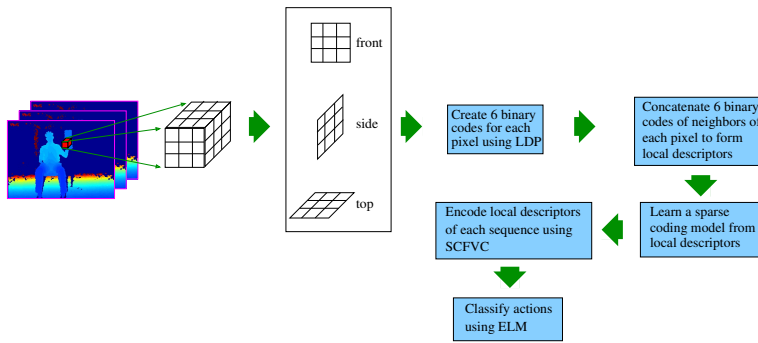 front
side
top
Create 6 binary
codes for each
pixel using LDP
Concatenate 6 binary
codes of neighbors of
each pixel to form
local descriptors
Learn a sparse
coding model from
local descriptors
Encode local descriptors
of each sequence using
SCFVC
Classify actions
using ELM